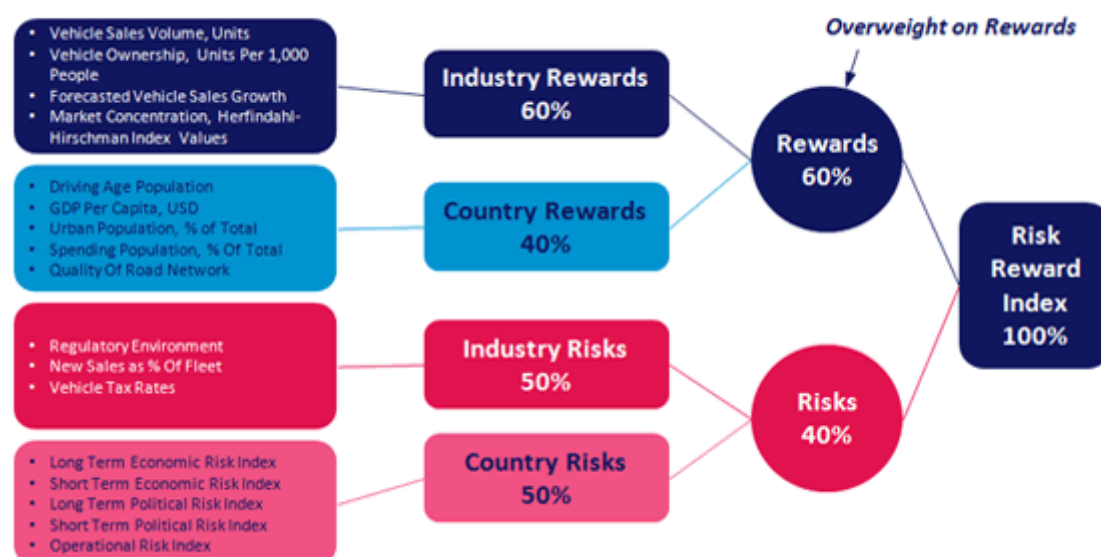 Overweight on Rewards
• Vehicle Sales Volume, Units
• Vehicle Ownership, Units Per 1,000
People
• Forecasted Vehicle Sales Growth
• Market Concentration, Herfindahl-
Hirschman Index Values
Industry Rewards
60%
Rewards
60%
• Driving Age Population
• GDP Per Capita, USD
• Urban Population, % of Total
• Spending Population, % Of Total
• Quality Of Road Network
Country Rewards
40%
Risk
Reward
Index
100%
• Regulatory Environment
• New Sales as % Of Fleet
• Vehicle Tax Rates
Industry Risks
50%
Risks
40%
• Long Term Economic Risk Index
• Short Term Economic Risk Index
• Long Term Political Risk Index
• Short Term Political Risk Index
• Operational Risk Index
Country Risks
50%